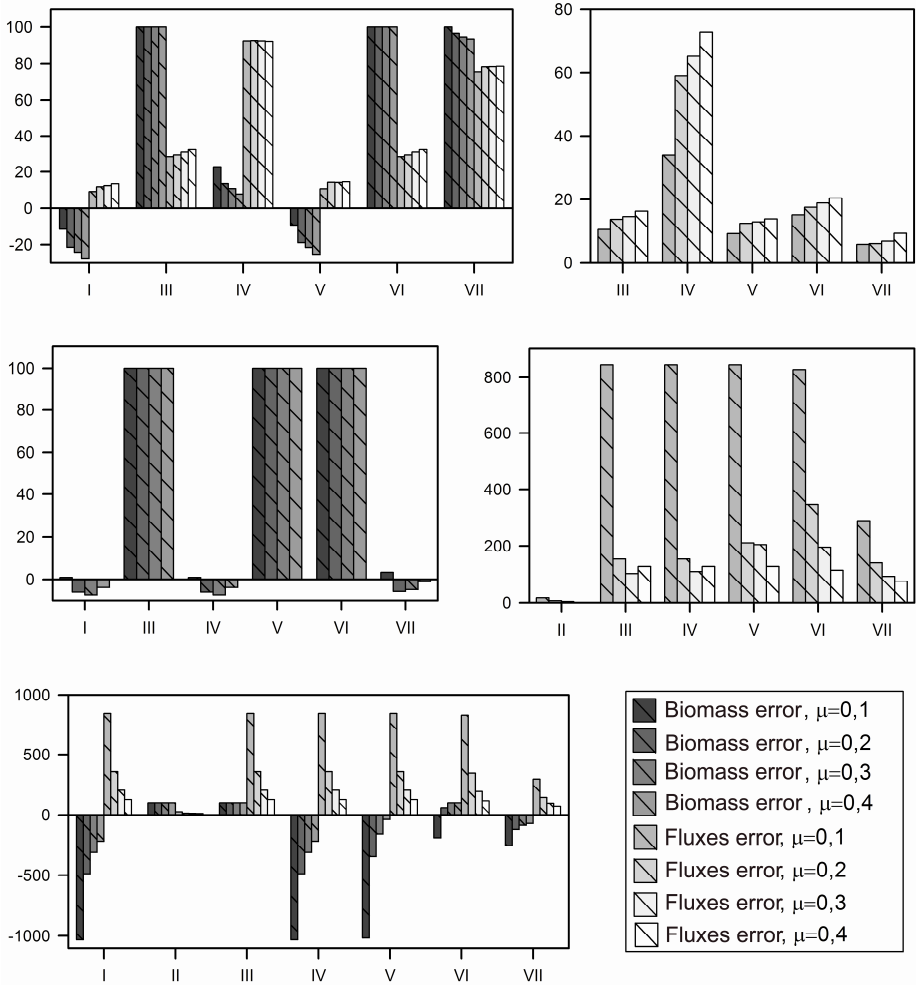 100
80
60
40
20
0
-20
I III IV V VI VII
80
60
40
20
0
III IV V VI VII
100
80
60
40
20
0
I III IV V VI VII
800
600
400
200
0
II III IV V VI VII
1000
500
0
-500
-1000
I II III IV V VI VII
Biomass error, µ=0,1
Biomass error, µ=0,2
Biomass error, µ=0,3
Biomass error, µ=0,4
Fluxes error, µ=0,1
Fluxes error, µ=0,2
Fluxes error, µ=0,3
Fluxes error, µ=0,4